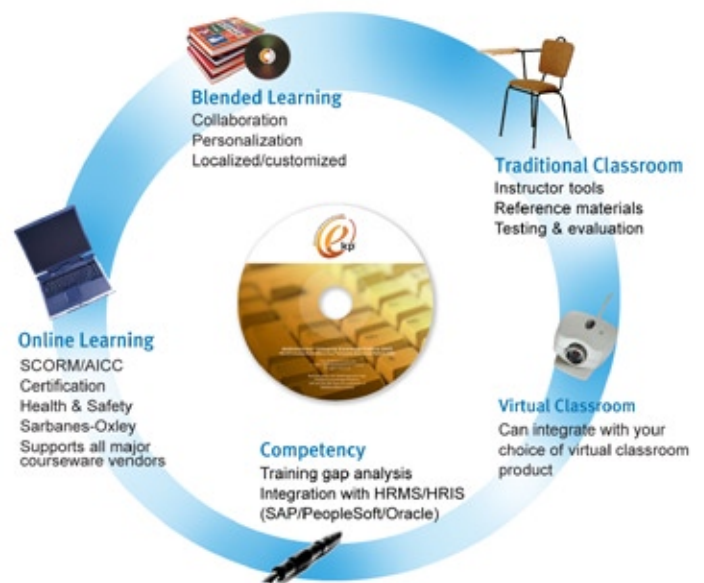 Blended Learning
Collaboration
Personalization
Localized/customized
Traditional Classroom
Instructor tools
Reference materials
Testing & evaluation
e
kp
Online Learning
SCORM/AICC
Certification
Health & Safety
Sarbanes-Oxley
Supports all major
courseware vendors
Virtual Classroom
Can integrate with your
choice of virtual classroom
product
Competency
Training gap analysis
Integration with HRMS/HRIS
(SAP/PeopleSoft/Oracle)